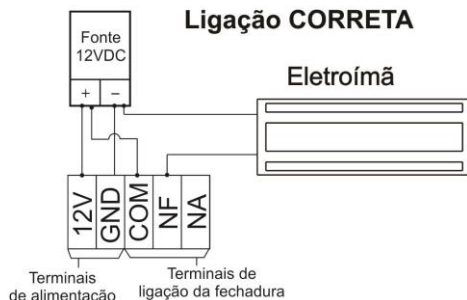 Ligação CORRETA
Fonte
12VDC
+ −
Eletroímã
12V
GND
COM
NF
NA
Terminais
de alimentação
Terminais de
ligação da fechadura